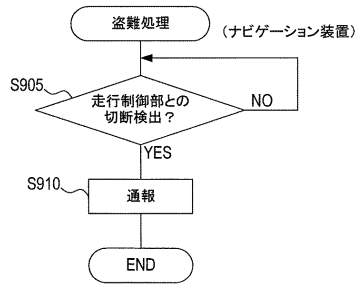 盗難処理
（ナビゲーション装置）
S905
走行制御部との
切断検出？
NO
YES
S910
通報
END